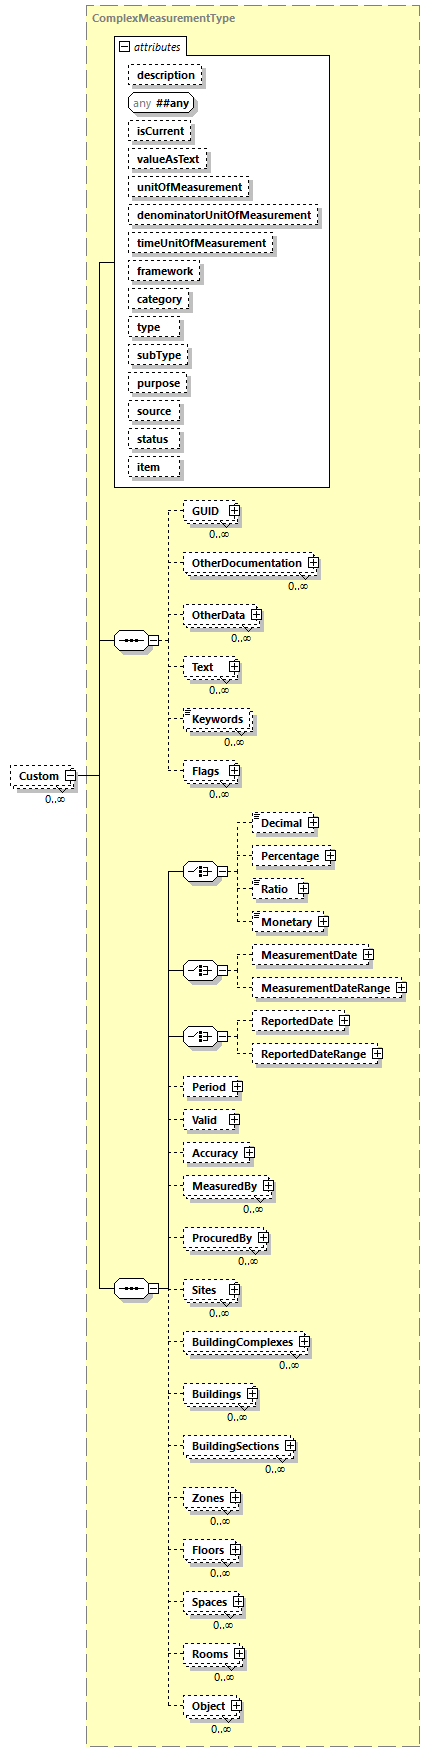 ComplexMeasurementType
attributes
description
any ##any
isCurrent
valueAsText
unitOfMeasurement
denominatorUnitOfMeasurement
timeUnitOfMeasurement
framework
category
type
subType
purpose
source
status
item
GUID
0..∞
OtherDocumentation
0..∞
OtherData
0..∞
Text
0..∞
Keywords
0..∞
Flags
0..∞
Custom
0..∞
Decimal
Percentage
Ratio
Monetary
MeasurementDate
MeasurementDateRange
ReportedDate
ReportedDateRange
Period
Valid
Accuracy
MeasuredBy
0..∞
ProcuredBy
0..∞
Sites
0..∞
BuildingComplexes
0..∞
Buildings
0..∞
BuildingSections
0..∞
Zones
0..∞
Floors
0..∞
Spaces
0..∞
Rooms
0..∞
Object
0..∞